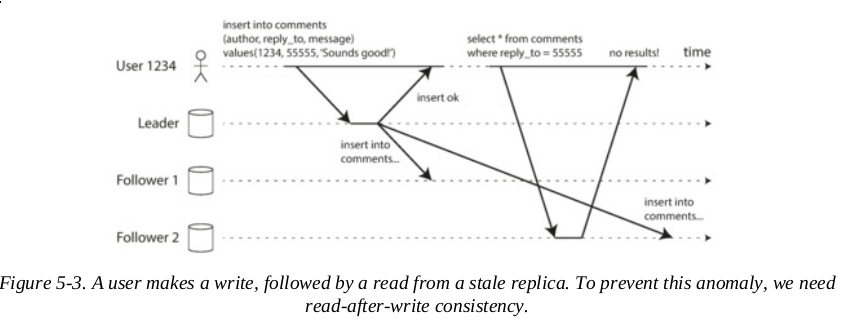 insert into comments
(author, reply_to, message)
values(1234, 55555, 'Sounds good!')
select * from comments
where reply_to = 55555
no results!
time
User 1234
insert ok
Leader
insert into
comments...
Follower 1
insert into
comments...
Follower 2
Figure 5-3. A user makes a write, followed by a read from a stale replica. To prevent this anomaly, we need
read-after-write consistency.